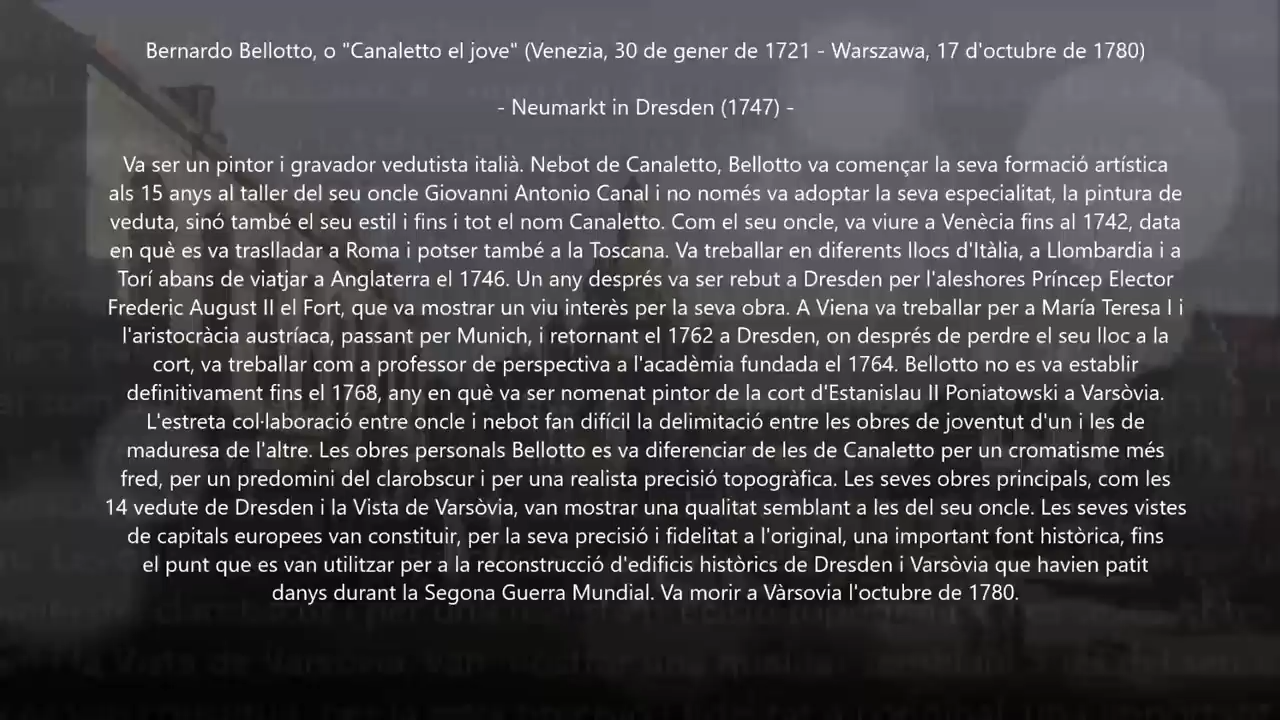 Bernardo Bellotto, o "Canaletto el jove" (Venezia, 30 de gener de 1721 - Warszawa, 17 d'octubre de 1780)
- Neumarkt in Dresden (1747) -
Va ser un pintor i gravador vedutista italià. Nebot de Canaletto, Bellotto va començar la seva formació artística
als 15 anys al taller del seu oncle Giovanni Antonio Canal i no només va adoptar la seva especialitat, la pintura de
veduta, sinó també el seu estil i fins i tot el nom Canaletto. Com el seu oncle, va viure a Venècia fins al 1742, data
en què es va traslladar a Roma i potser també a la Toscana. Va treballar en diferents llocs d'Itàlia, a Llombardia i a
Torí abans de viatjar a Anglaterra el 1746. Un any després va ser rebut a Dresden per l'aleshores Príncep Elector
Frederic August II el Fort, que va mostrar un viu interès per la seva obra. A Viena va treballar per a María Teresa I i
l'aristocràcia austríaca, passant per Munich, i retornant el 1762 a Dresden, on després de perdre el seu lloc a la
cort, va treballar com a professor de perspectiva a l'acadèmia fundada el 1764. Bellotto no es va establir
definitivament fins el 1768, any en què va ser nomenat pintor de la cort d'Estanislau II Poniatowski a Varsòvia.
L'estreta col·laboració entre oncle i nebot fan difícil la delimitació entre les obres de joventut d'un i les de
maduresa de l'altre. Les obres personals Bellotto es va diferenciar de les de Canaletto per un cromatisme més
fred, per un predomini del clarobscur i per una realista precisió topogràfica. Les seves obres principals, com les
14 vedute de Dresden i la Vista de Varsòvia, van mostrar una qualitat semblant a les del seu oncle. Les seves vistes
de capitals europees van constituir, per la seva precisió i fidelitat a l'original, una important font històrica, fins
el punt que es van utilitzar per a la reconstrucció d'edificis històrics de Dresden i Varsòvia que havien patit
danys durant la Segona Guerra Mundial. Va morir a Vàrsovia l'octubre de 1780.